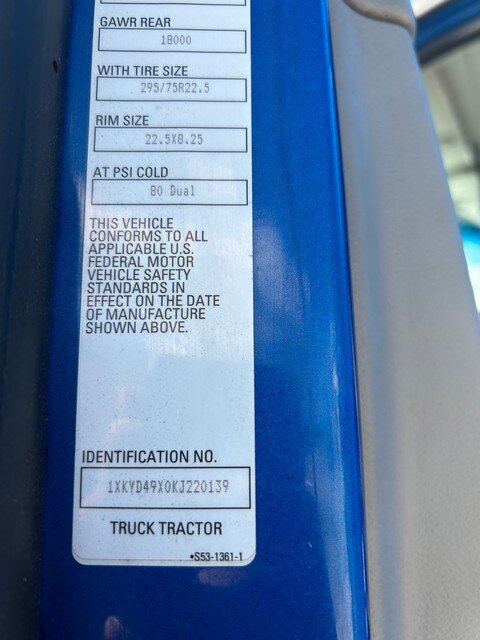 GAWR REAR
18000
WITH TIRE SIZE
295/75R22.5
RIM SIZE
22.5X8.25
AT PSI COLD
80 Dual
THIS VEHICLE
CONFORMS TO ALL
APPLICABLE U.S.
FEDERAL MOTOR
VEHICLE SAFETY
STANDARDS IN
EFFECT ON THE DATE
OF MANUFACTURE
SHOWN ABOVE.
IDENTIFICATION NO.
1XKYD49X0KJ220139
TRUCK TRACTOR
•S53-1361-1